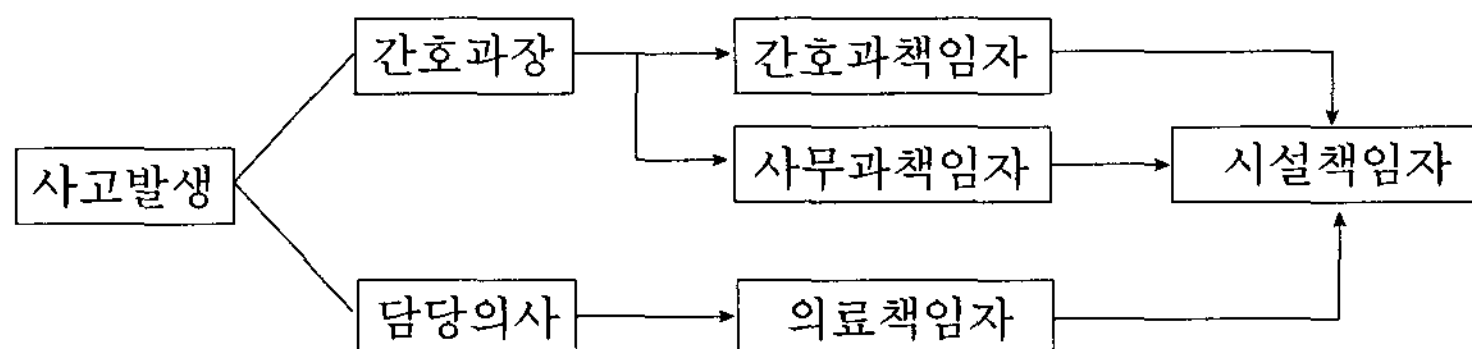 간호과장
간호과책임자
사무과책임자
사고발생
시설책임자
담당의사
의료책임자